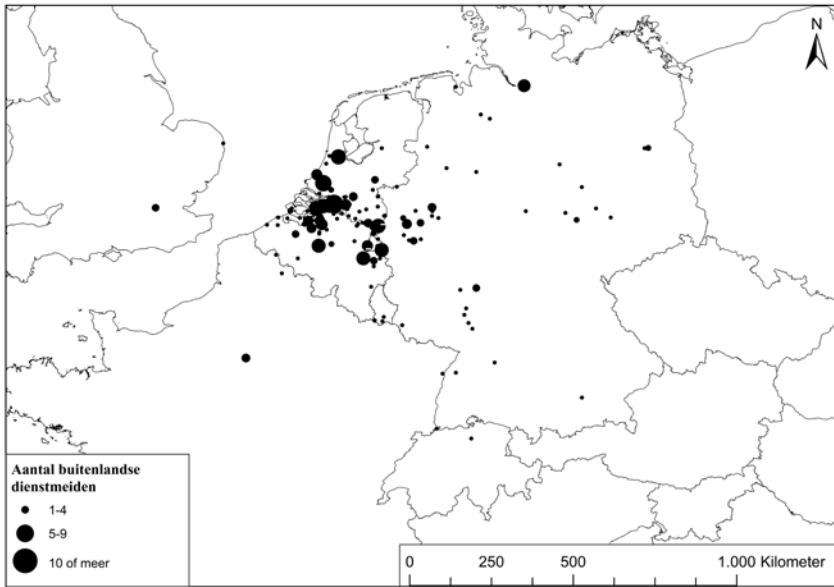 N
Aantal buitenlandse
dienstmeiden
1-4
5-9
10 of meer
0 250 500 1.000 Kilometer